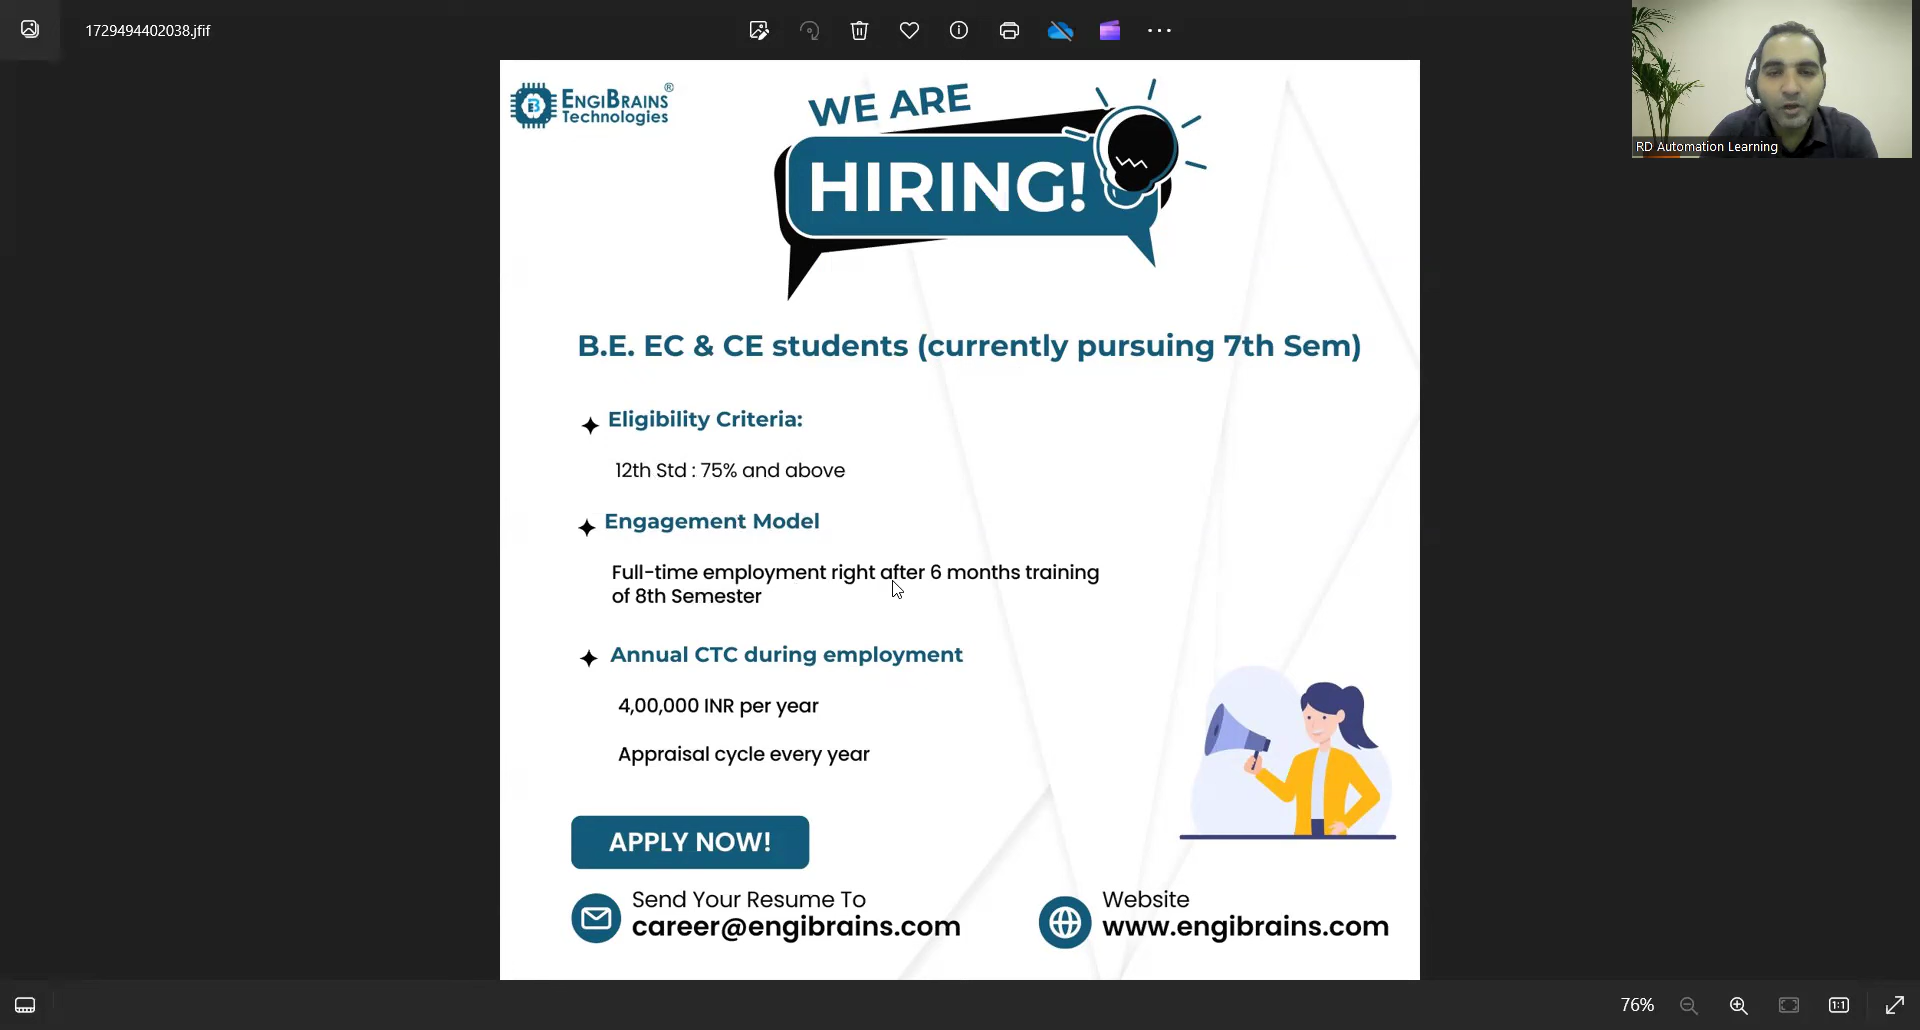 1729494402038.jfif
RD Automation Learning
ENGIBRAINS®
Technologies
WE ARE
HIRING!
B.E. EC & CE students (currently pursuing 7th Sem)
Eligibility Criteria:
12th Std : 75% and above
Engagement Model
Full-time employment right after 6 months training
of 8th Semester
Annual CTC during employment
4,00,000 INR per year
Appraisal cycle every year
APPLY NOW!
Send Your Resume To
career@engibrains.com
Website
www.engibrains.com
76%
1:1